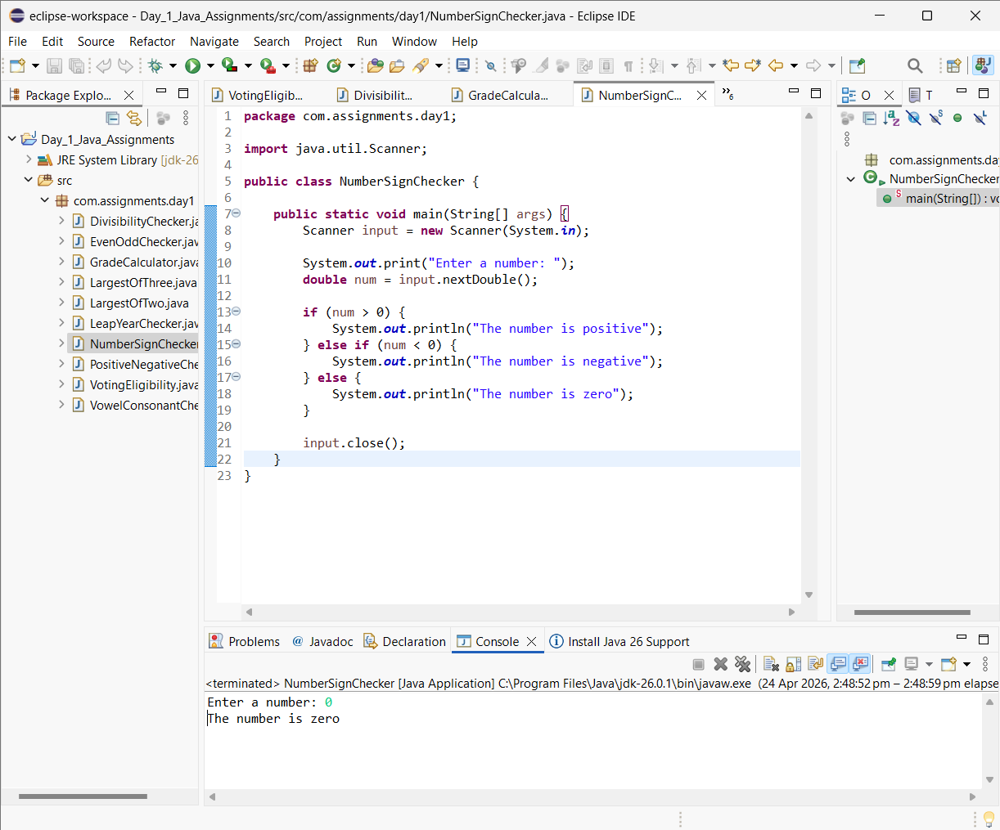 eclipse-workspace - Day_1_Java_Assignments/src/com/assignments/day1/NumberSignChecker.java - Eclipse IDE
File Edit Source Refactor Navigate Search Project Run Window Help
Package Explo...
Day_1_Java_Assignments
JRE System Library [jdk-26
src
com.assignments.day1
DivisibilityChecker.ja
EvenOddChecker.jav
GradeCalculator.java
LargestOfThree.java
LargestOfTwo.java
LeapYearChecker.jav
NumberSignChecker
PositiveNegativeChe
VotingEligibility.java
VowelConsonantChe
VotingEligib... Divisibilit... GradeCalcula... NumberSignC... »6
1 package com.assignments.day1;
2
3 import java.util.Scanner;
4
5 public class NumberSignChecker {
6
7 public static void main(String[] args) {
8 Scanner input = new Scanner(System.in);
9
10 System.out.print("Enter a number: ");
11 double num = input.nextDouble();
12
13 if (num > 0) {
14 System.out.println("The number is positive");
15 } else if (num < 0) {
16 System.out.println("The number is negative");
17 } else {
18 System.out.println("The number is zero");
19 }
20
21 input.close();
22 }
23 }
O T
com.assignments.day
NumberSignChecker
main(String[]) : vo
Problems @ Javadoc Declaration Console Install Java 26 Support
<terminated> NumberSignChecker [Java Application] C:\Program Files\Java\jdk-26.0.1\bin\javaw.exe (24 Apr 2026, 2:48:52 pm – 2:48:59 pm elapse
Enter a number: 0
The number is zero